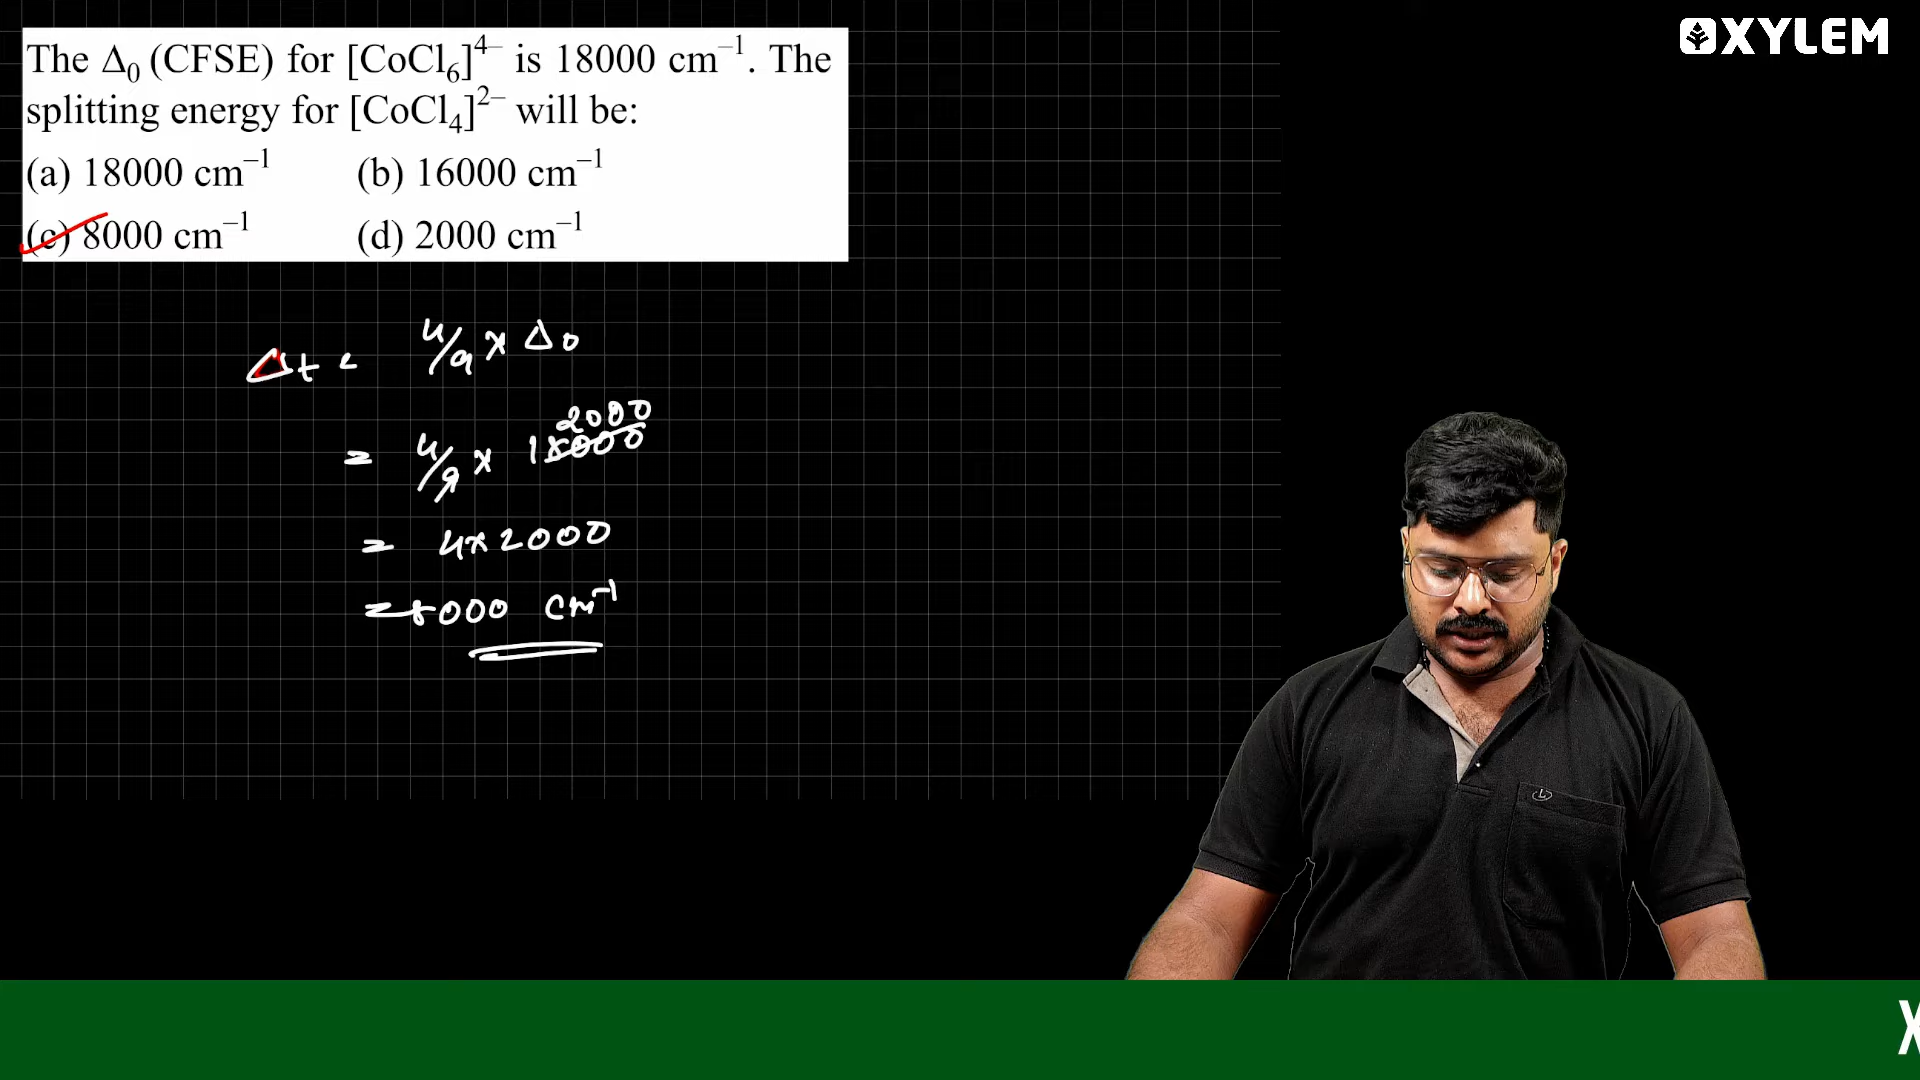 The Δ₀ (CFSE) for [CoCl₆]⁴⁻ is 18000 cm⁻¹. The
splitting energy for [CoCl₄]²⁻ will be:
(a) 18000 cm⁻¹ (b) 16000 cm⁻¹
(c) 8000 cm⁻¹ (d) 2000 cm⁻¹
Δt = 4/9 × Δ₀
2000
= 4/9 × 18000
= 4×2000
= 8000 cm⁻¹
XYLEM
X